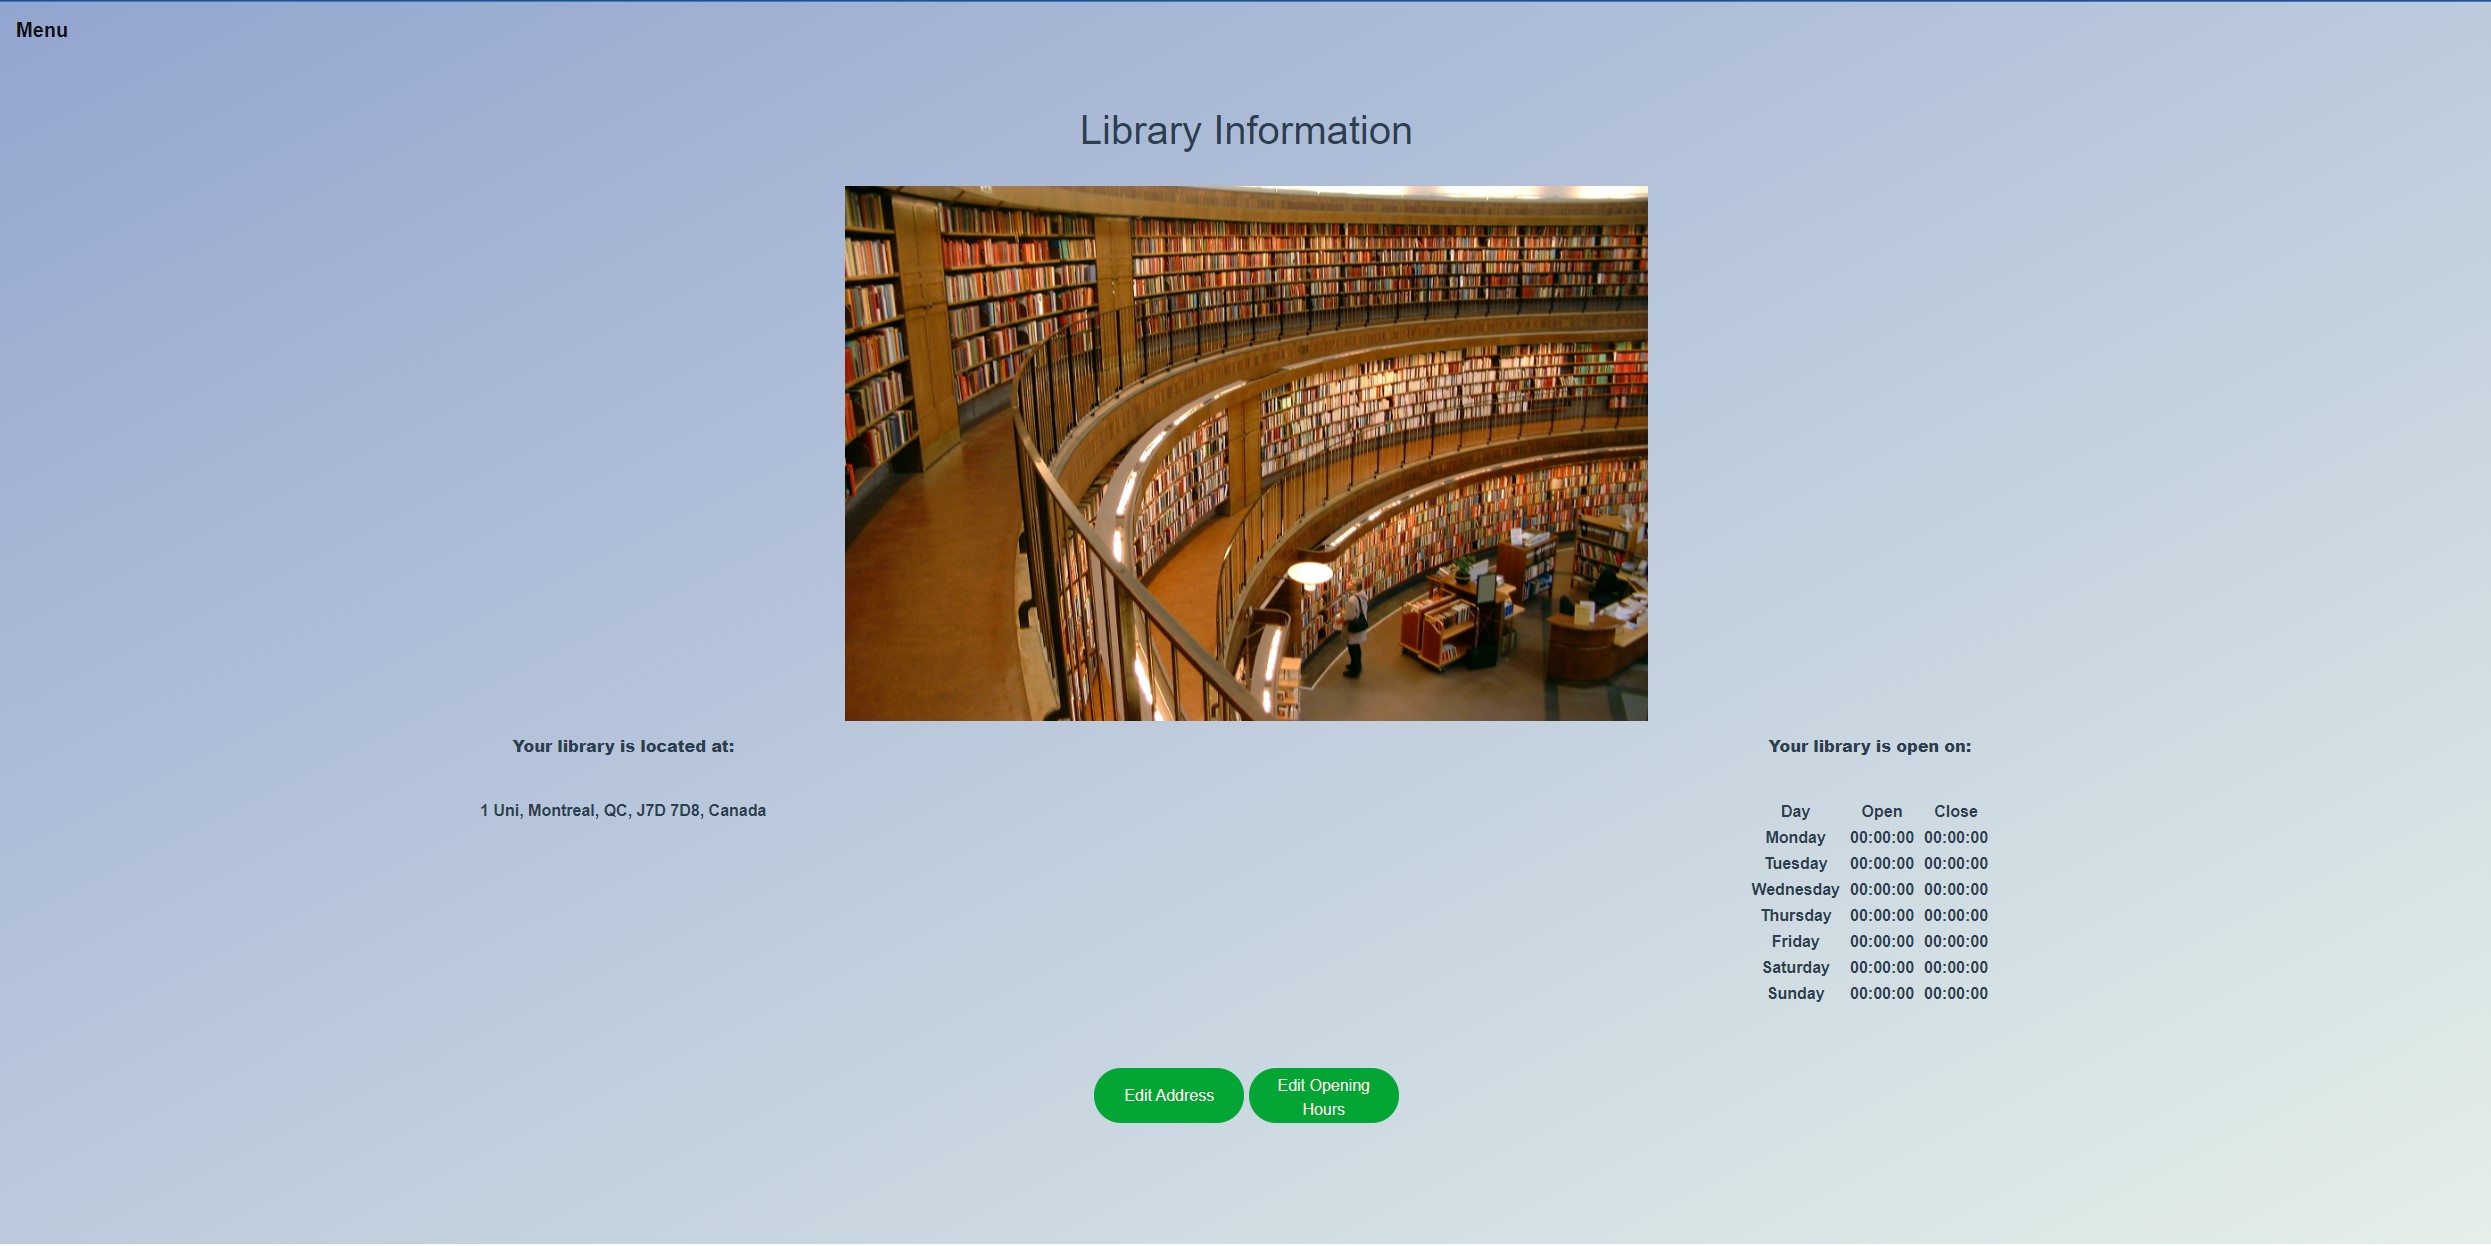 Menu
Library Information
Your library is located at:
1 Uni, Montreal, QC, J7D 7D8, Canada
Your library is open on:
Day Open Close
Monday 00:00:00 00:00:00
Tuesday 00:00:00 00:00:00
Wednesday 00:00:00 00:00:00
Thursday 00:00:00 00:00:00
Friday 00:00:00 00:00:00
Saturday 00:00:00 00:00:00
Sunday 00:00:00 00:00:00
Edit Address
Edit Opening
Hours